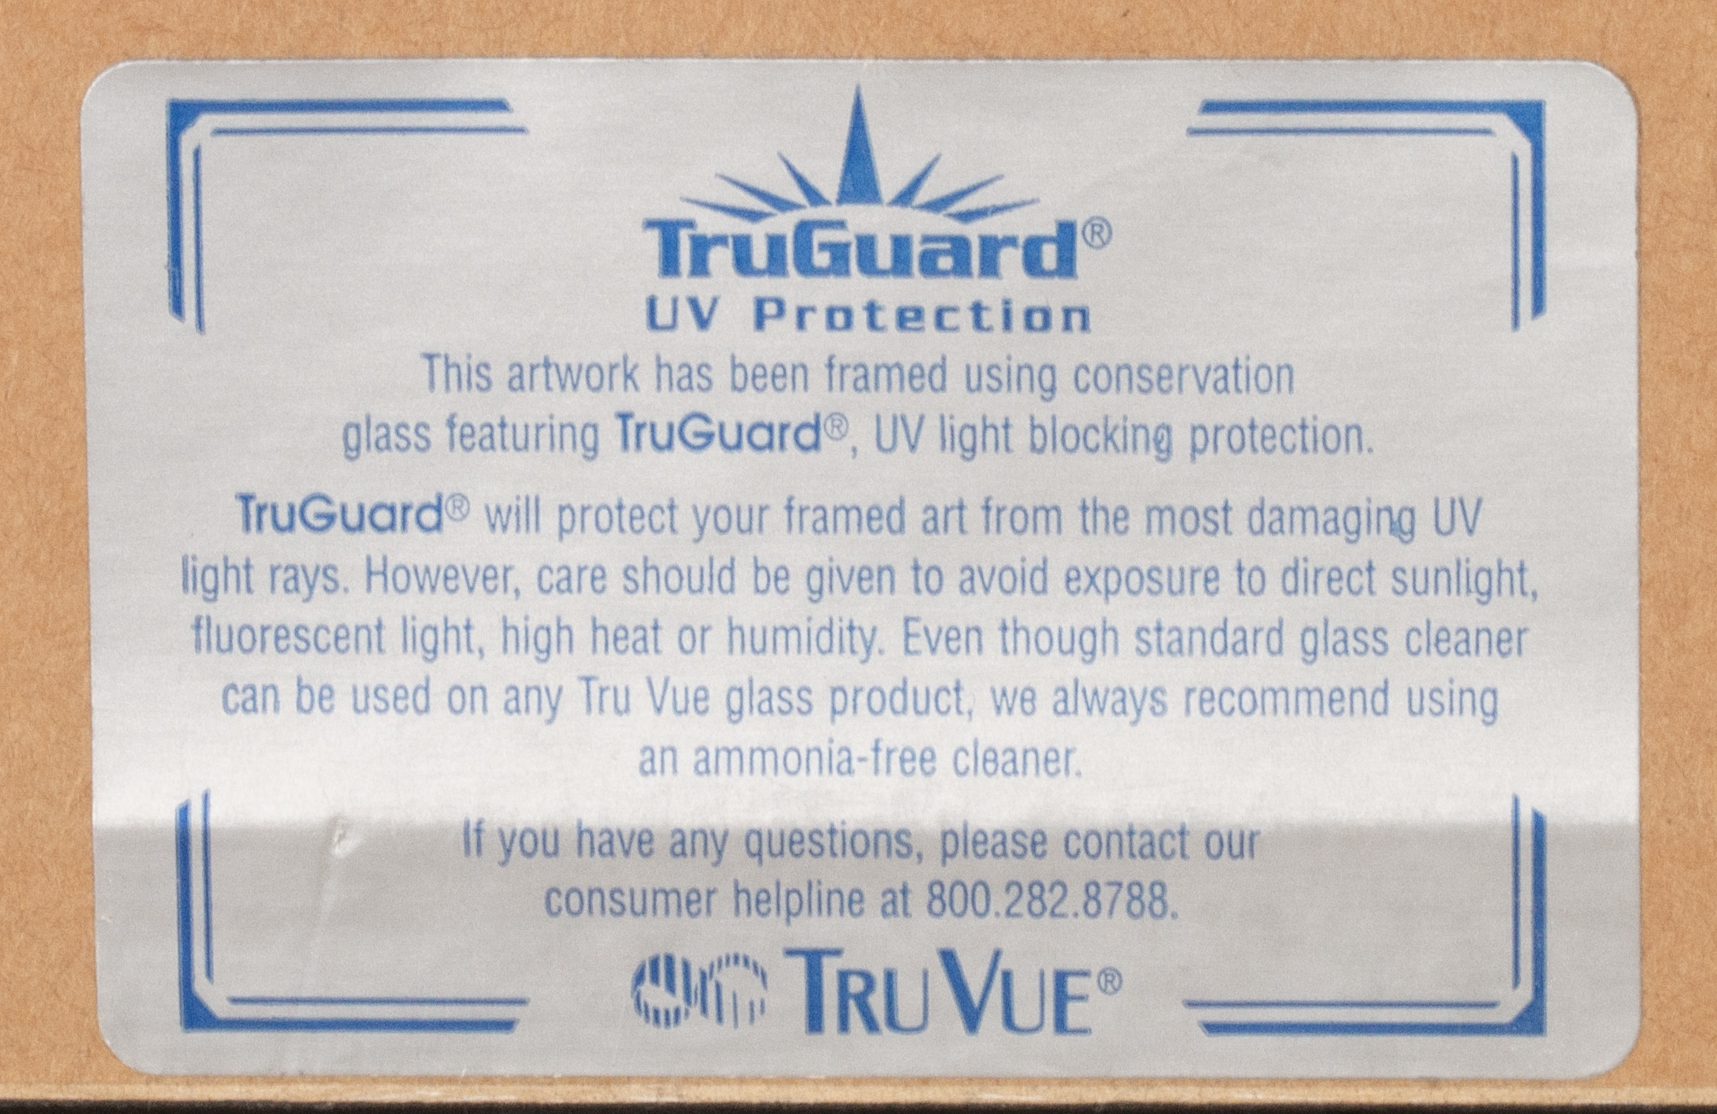 TruGuard®
UV Protection
This artwork has been framed using conservation
glass featuring TruGuard®, UV light blocking protection.
TruGuard® will protect your framed art from the most damaging UV
light rays. However, care should be given to avoid exposure to direct sunlight,
fluorescent light, high heat or humidity. Even though standard glass cleaner
can be used on any Tru Vue glass product, we always recommend using
an ammonia-free cleaner.
If you have any questions, please contact our
consumer helpline at 800.282.8788.
TRU VUE®